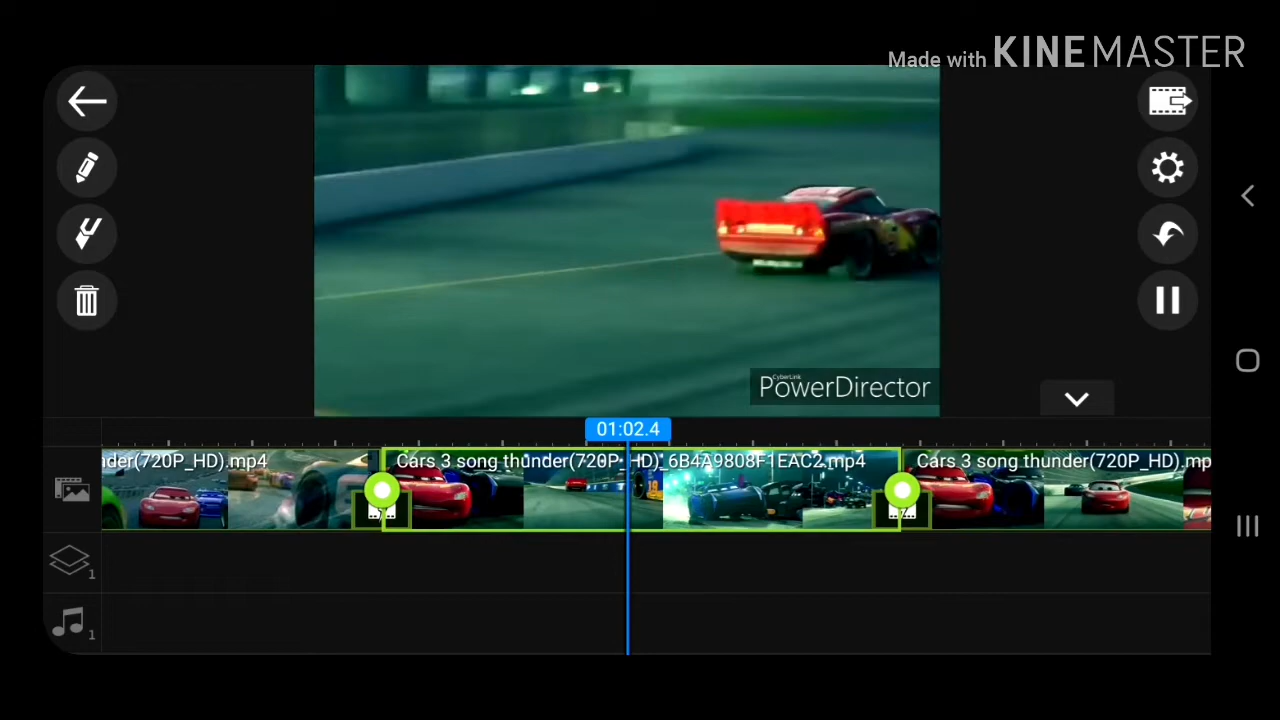 Made with KINEMASTER
CyberLink
PowerDirector
01:02.4
nder(720P_HD).mp4
Cars 3 song thunder(720P_HD)_6B4A9808F1EAC2.mp4
Cars 3 song thunder(720P_HD).mp
1
1